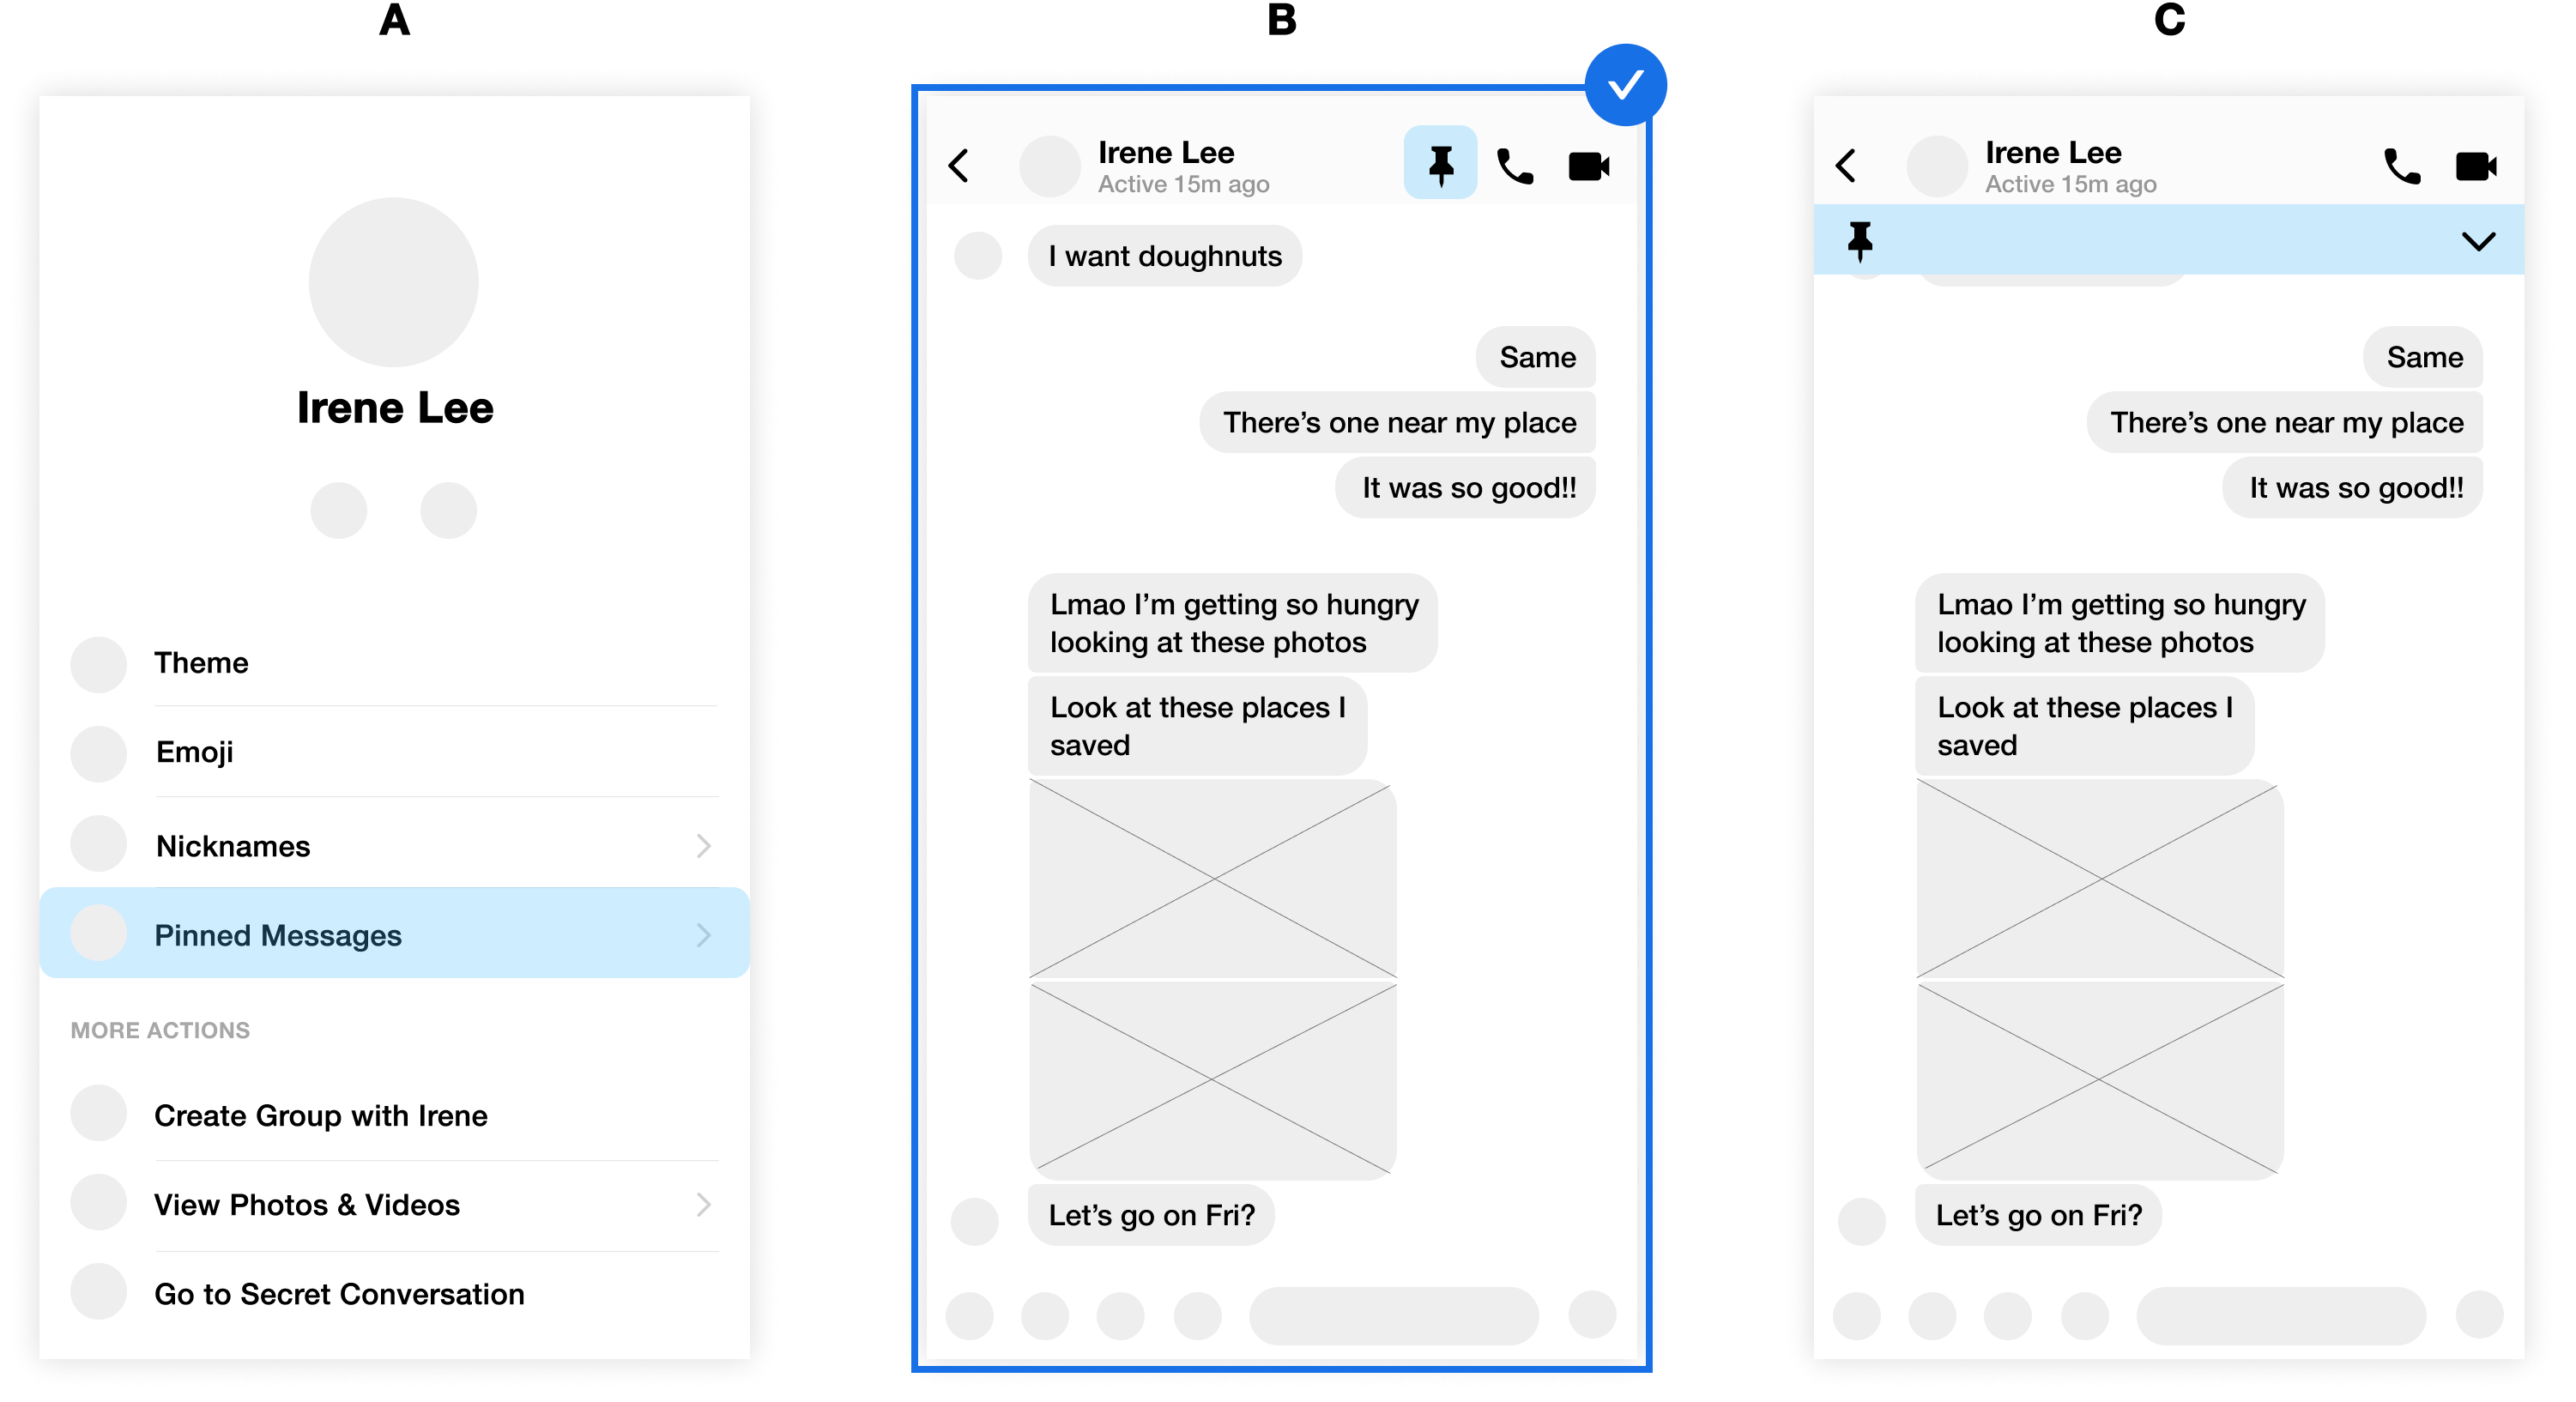 A
Irene Lee
Theme
Emoji
Nicknames
Pinned Messages
MORE ACTIONS
Create Group with Irene
View Photos & Videos
Go to Secret Conversation
B
Irene Lee
Active 15m ago
I want doughnuts
Same
There’s one near my place
It was so good!!
Lmao I’m getting so hungry
looking at these photos
Look at these places I
saved
Let’s go on Fri?
C
Irene Lee
Active 15m ago
Same
There’s one near my place
It was so good!!
Lmao I’m getting so hungry
looking at these photos
Look at these places I
saved
Let’s go on Fri?